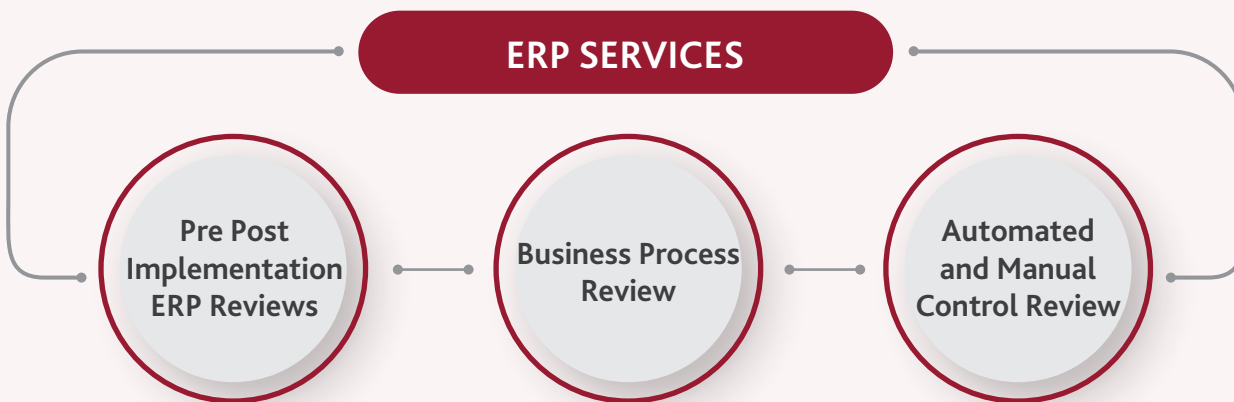 ERP SERVICES
Pre Post
Implementation
ERP Reviews
Business Process
Review
Automated
and Manual
Control Review